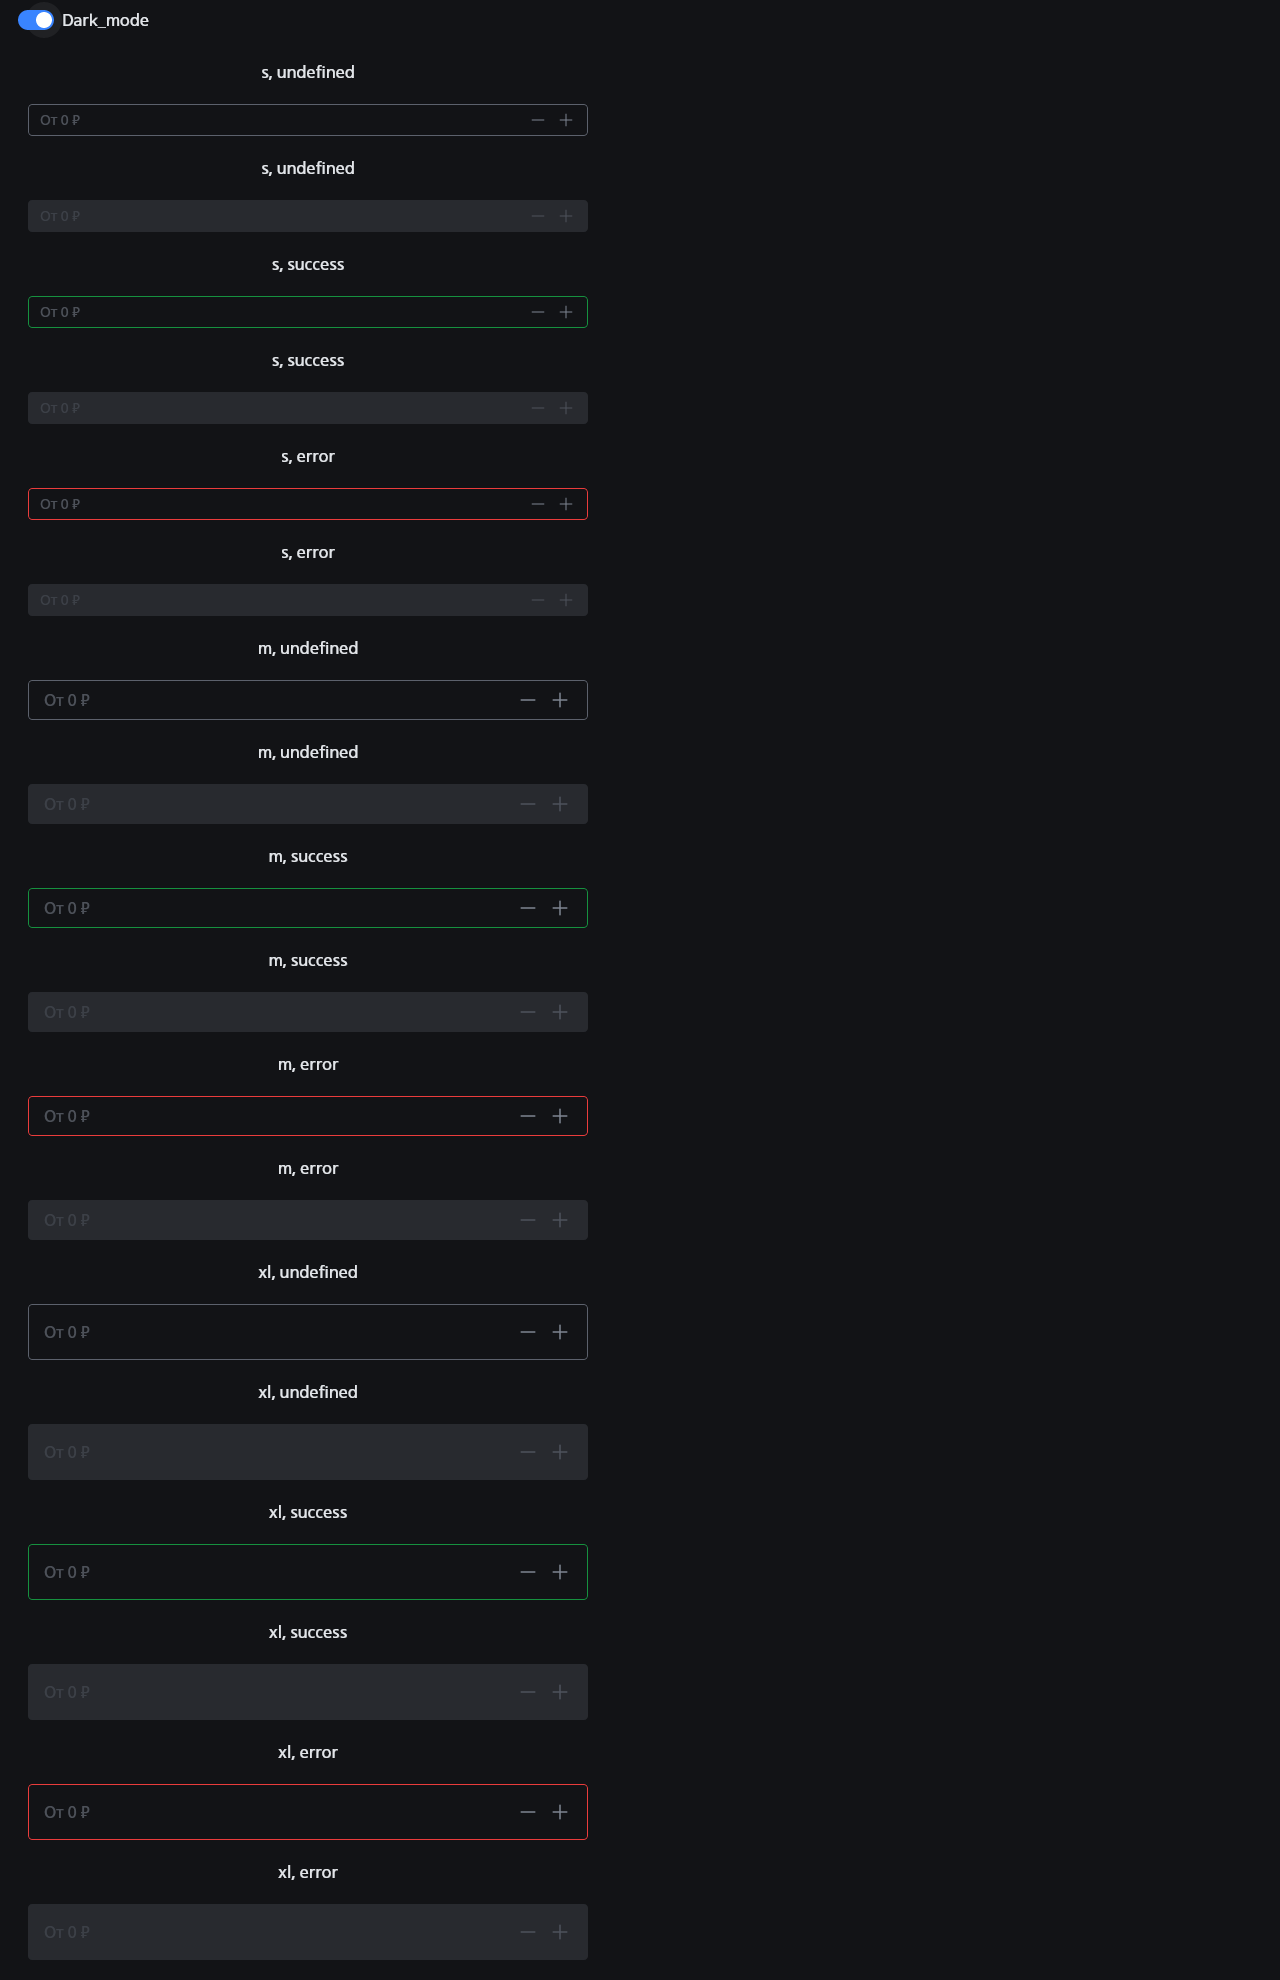 Dark_mode
s, undefined
От 0 ₽
s, undefined
От 0 ₽
s, success
От 0 ₽
s, success
От 0 ₽
s, error
От 0 ₽
s, error
От 0 ₽
m, undefined
От 0 ₽
m, undefined
От 0 ₽
m, success
От 0 ₽
m, success
От 0 ₽
m, error
От 0 ₽
m, error
От 0 ₽
xl, undefined
От 0 ₽
xl, undefined
От 0 ₽
xl, success
От 0 ₽
xl, success
От 0 ₽
xl, error
От 0 ₽
xl, error
От 0 ₽